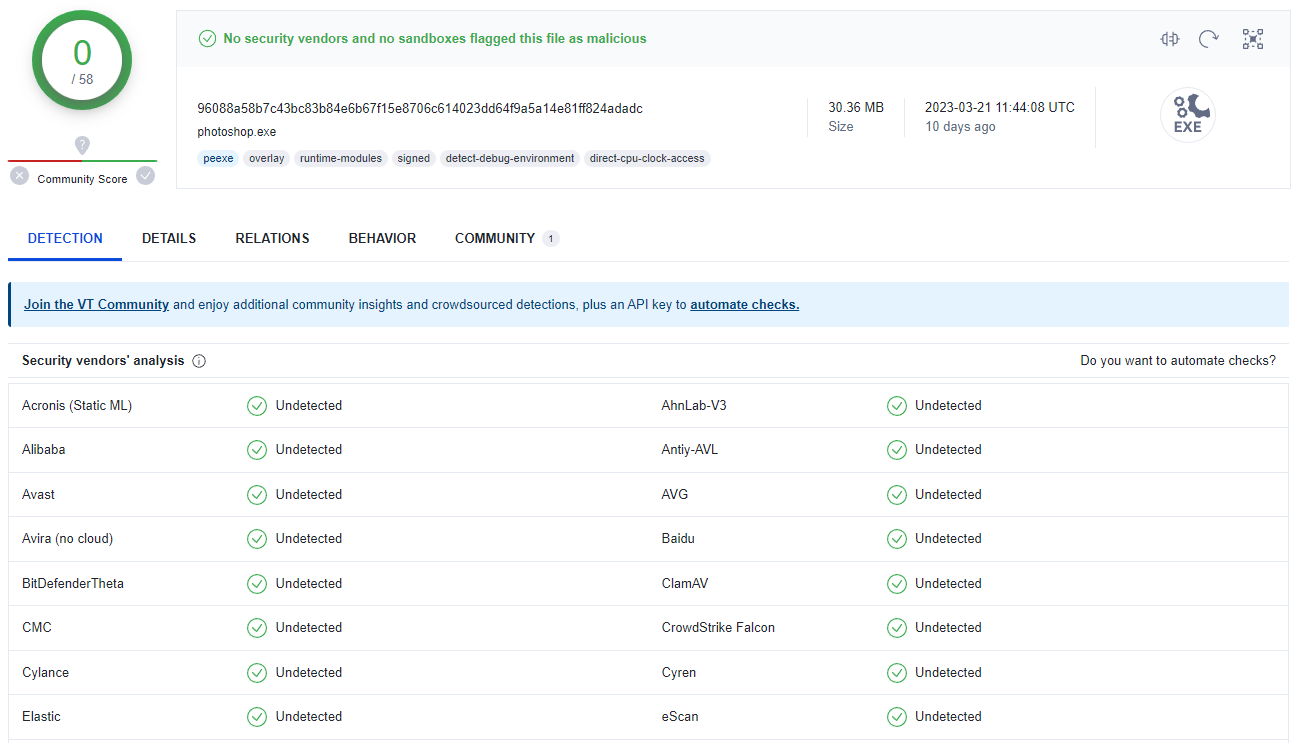 0
/ 58
?
Community Score
No security vendors and no sandboxes flagged this file as malicious
96088a58b7c43bc83b84e6b67f15e8706c614023dd64f9a5a14e81ff824adadc
photoshop.exe
peexe overlay runtime-modules signed detect-debug-environment direct-cpu-clock-access
30.36 MB
Size
2023-03-21 11:44:08 UTC
10 days ago
EXE
DETECTION DETAILS RELATIONS BEHAVIOR COMMUNITY 1
Join the VT Community and enjoy additional community insights and crowdsourced detections, plus an API key to automate checks.
Security vendors' analysis Do you want to automate checks?
Acronis (Static ML) Undetected AhnLab-V3 Undetected
Alibaba Undetected Antiy-AVL Undetected
Avast Undetected AVG Undetected
Avira (no cloud) Undetected Baidu Undetected
BitDefenderTheta Undetected ClamAV Undetected
CMC Undetected CrowdStrike Falcon Undetected
Cylance Undetected Cyren Undetected
Elastic Undetected eScan Undetected